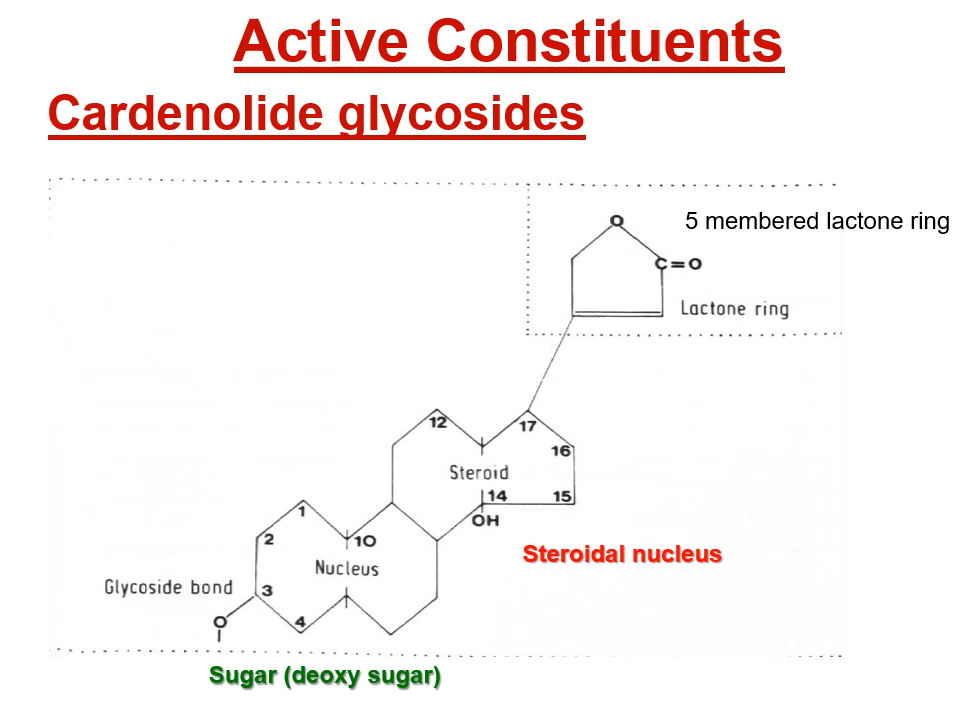 Active Constituents
Cardenolide glycosides
O
5 membered lactone ring
C=O
Lactone ring
12
17
16
Steroid
14
15
OH
1
2
10
Steroidal nucleus
Nucleus
Glycoside bond
3
O
4
Sugar (deoxy sugar)